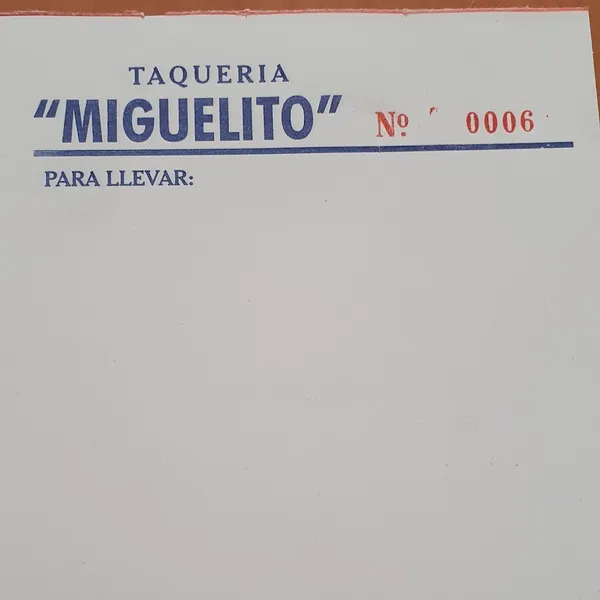 TAQUERIA
"MIGUELITO" Nº 0006
PARA LLEVAR: